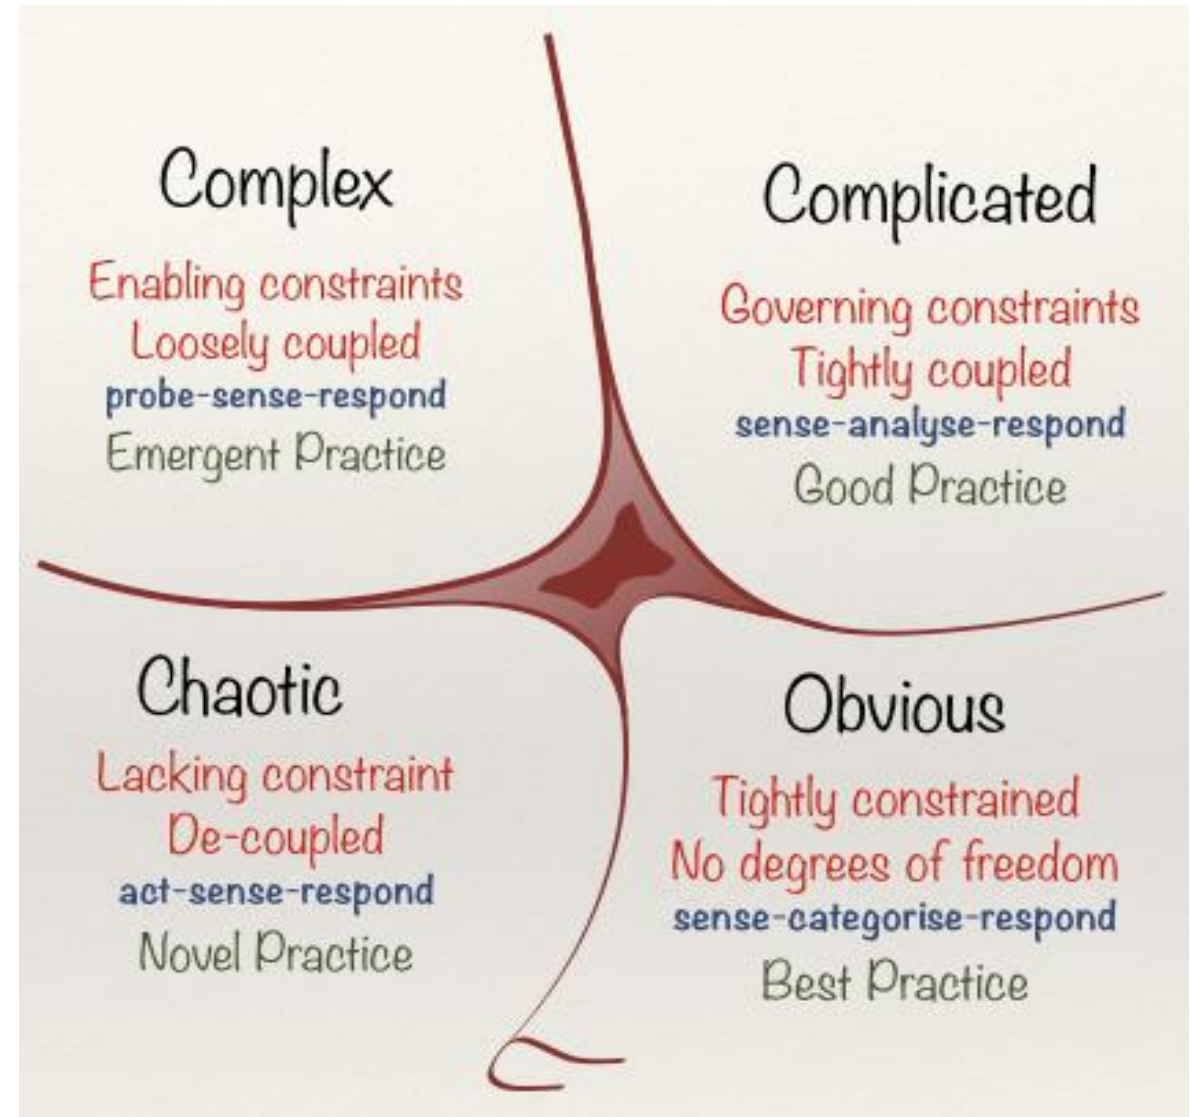 Complex
Enabling constraints
Loosely coupled
probe-sense-respond
Emergent Practice
Complicated
Governing constraints
Tightly coupled
sense-analyse-respond
Good Practice
Chaotic
Lacking constraint
De-coupled
act-sense-respond
Novel Practice
Obvious
Tightly constrained
No degrees of freedom
sense-categorise-respond
Best Practice